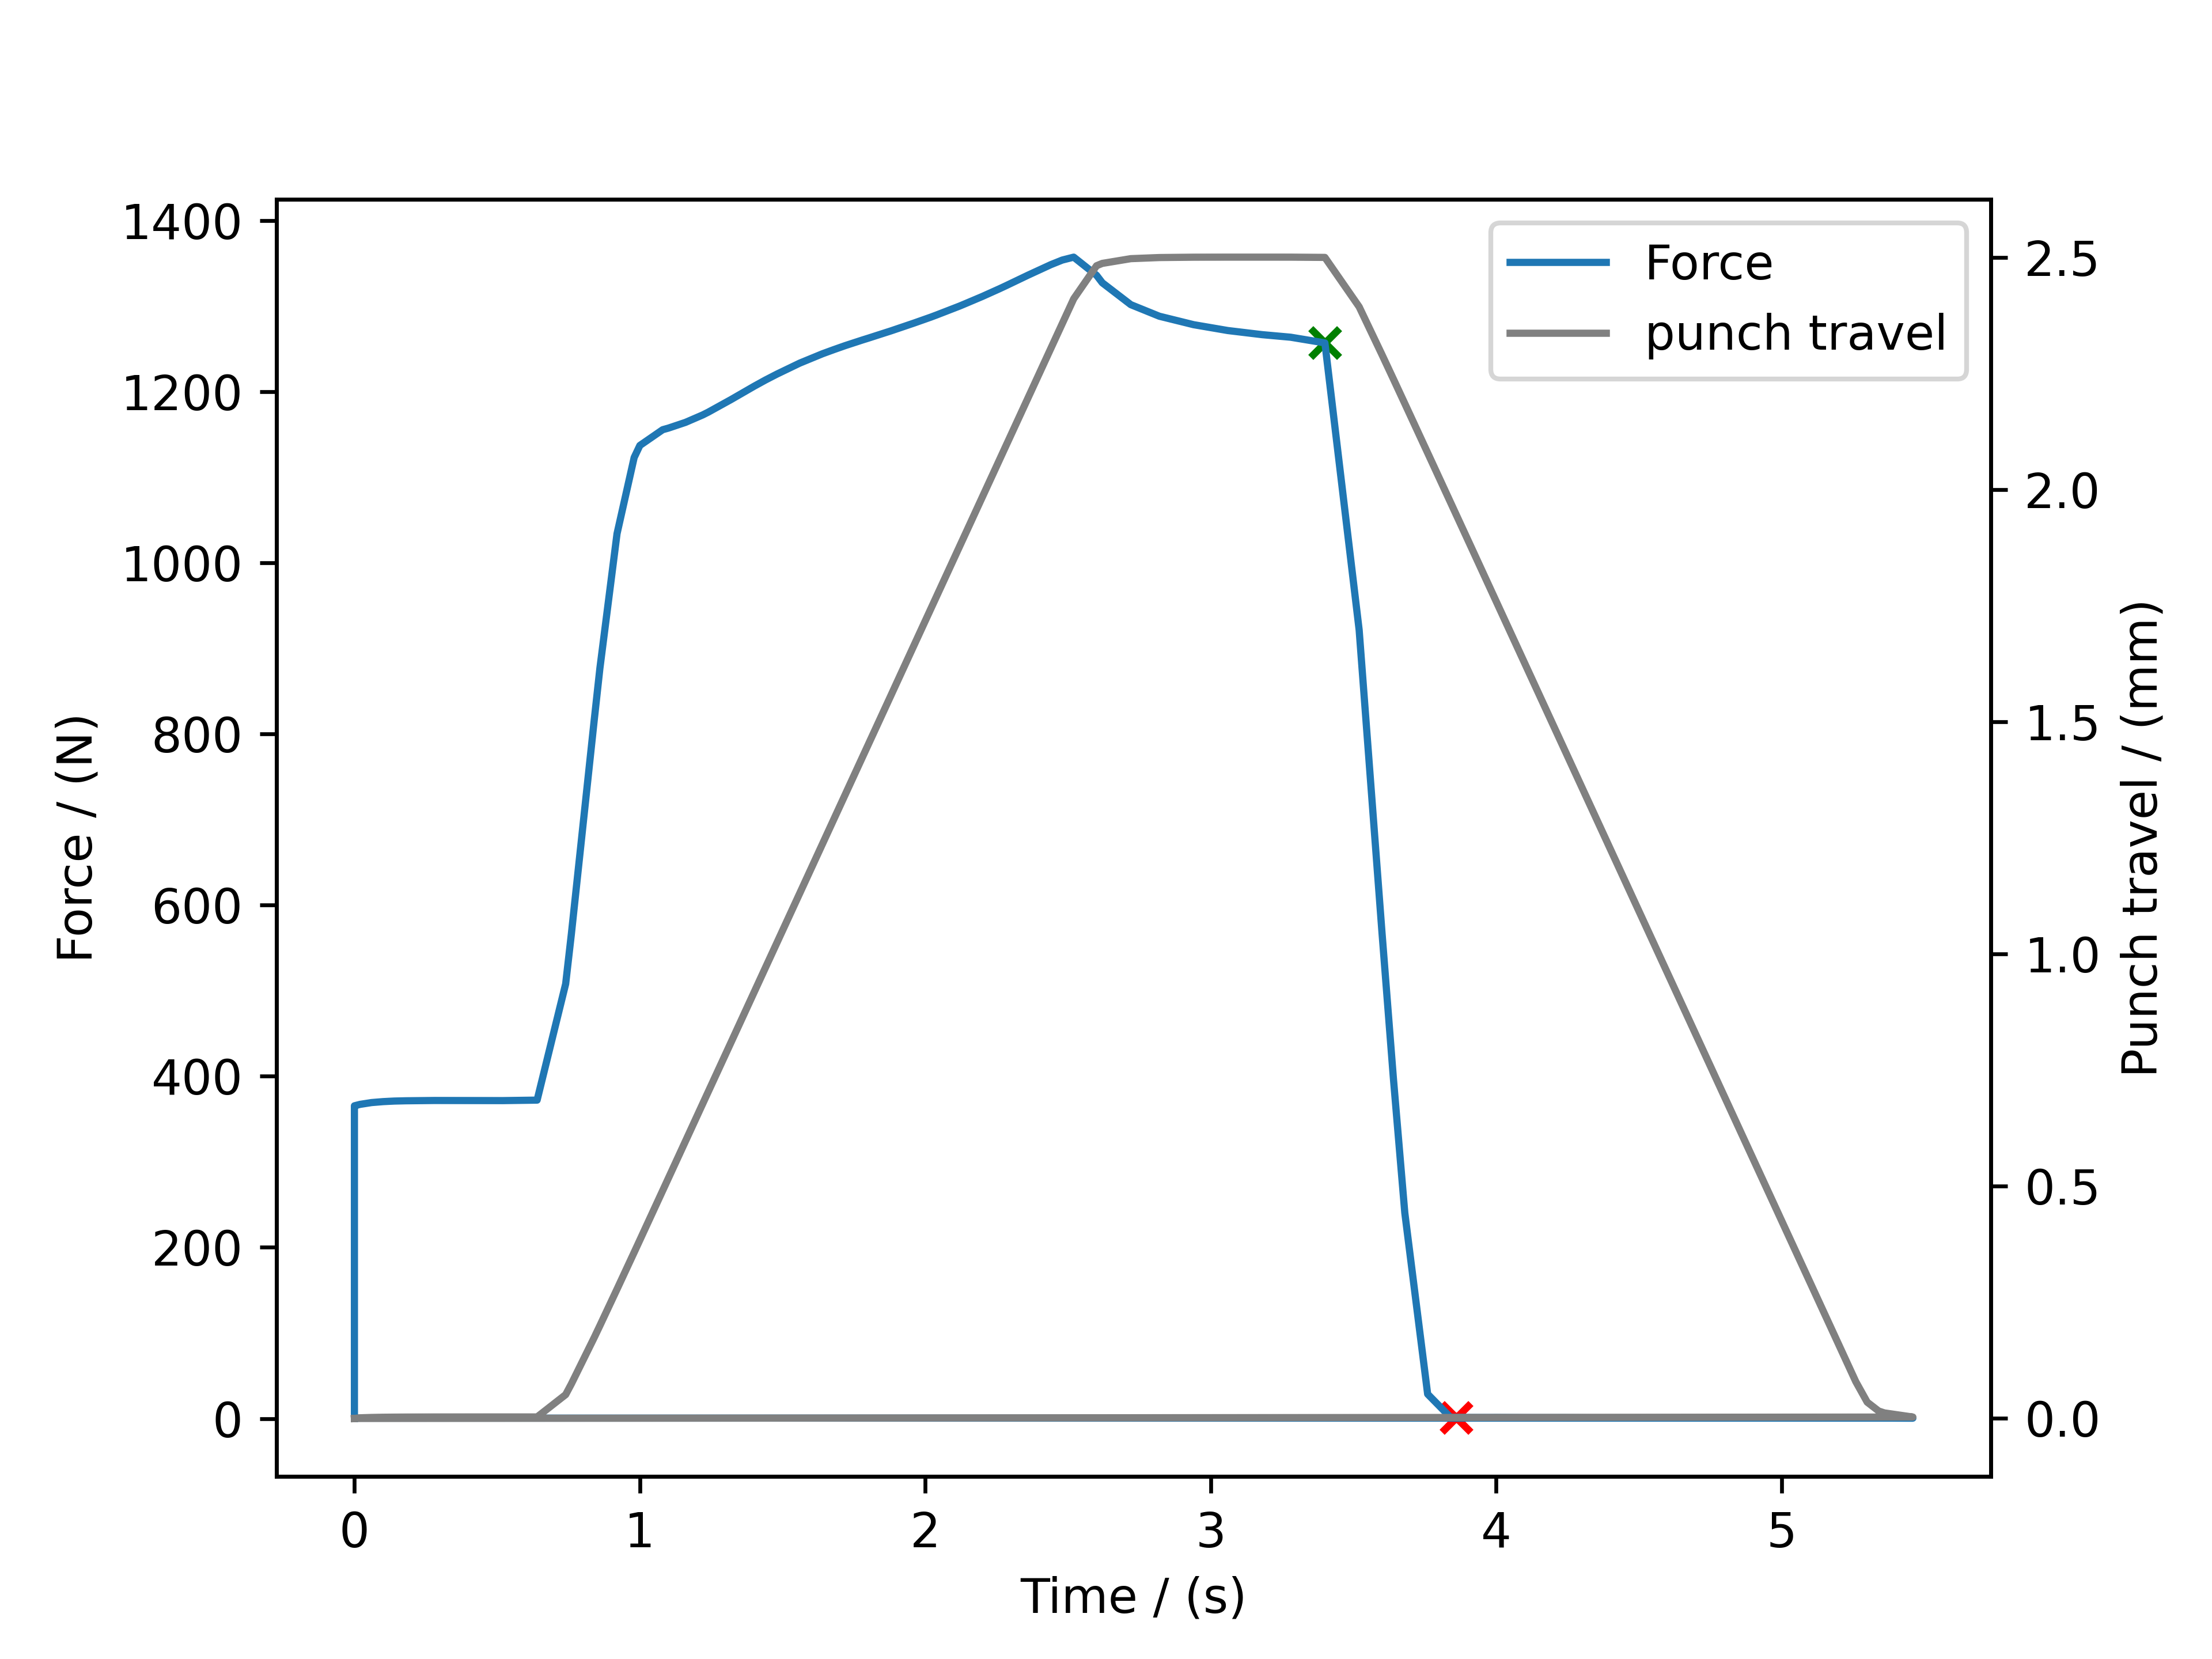 Force
punch travel
1400
1200
1000
800
600
400
200
0
Force / (N)
2.5
2.0
1.5
1.0
0.5
0.0
Punch travel / (mm)
0 1 2 3 4 5
Time / (s)